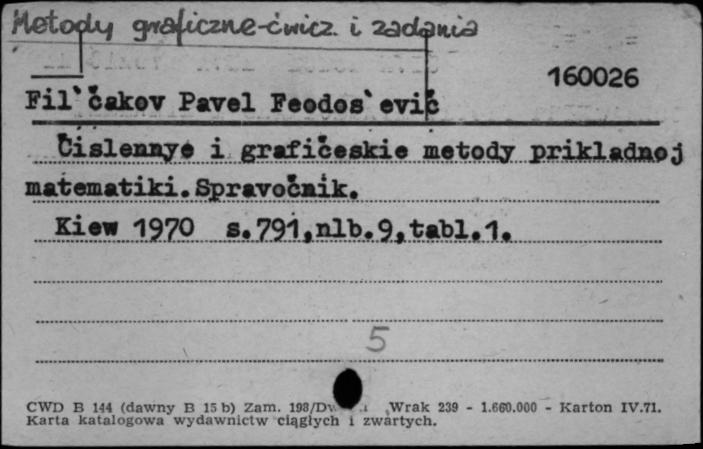 Metody graficzne-ćwicz. i zadania
160026
Fil`čakov Pavel Feodos`evič
Čislennye i grafičeskie metody prikladnoj
matematiki.Spravočnik.
Kiew 1970 s.791,nlb.9,tabl.1.
5
CWD B 144 (dawny B 15 b) Zam. 198/Dw Wrak 239 - 1.660.000 - Karton IV.71.
Karta katalogowa wydawnictw ciągłych i zwartych.